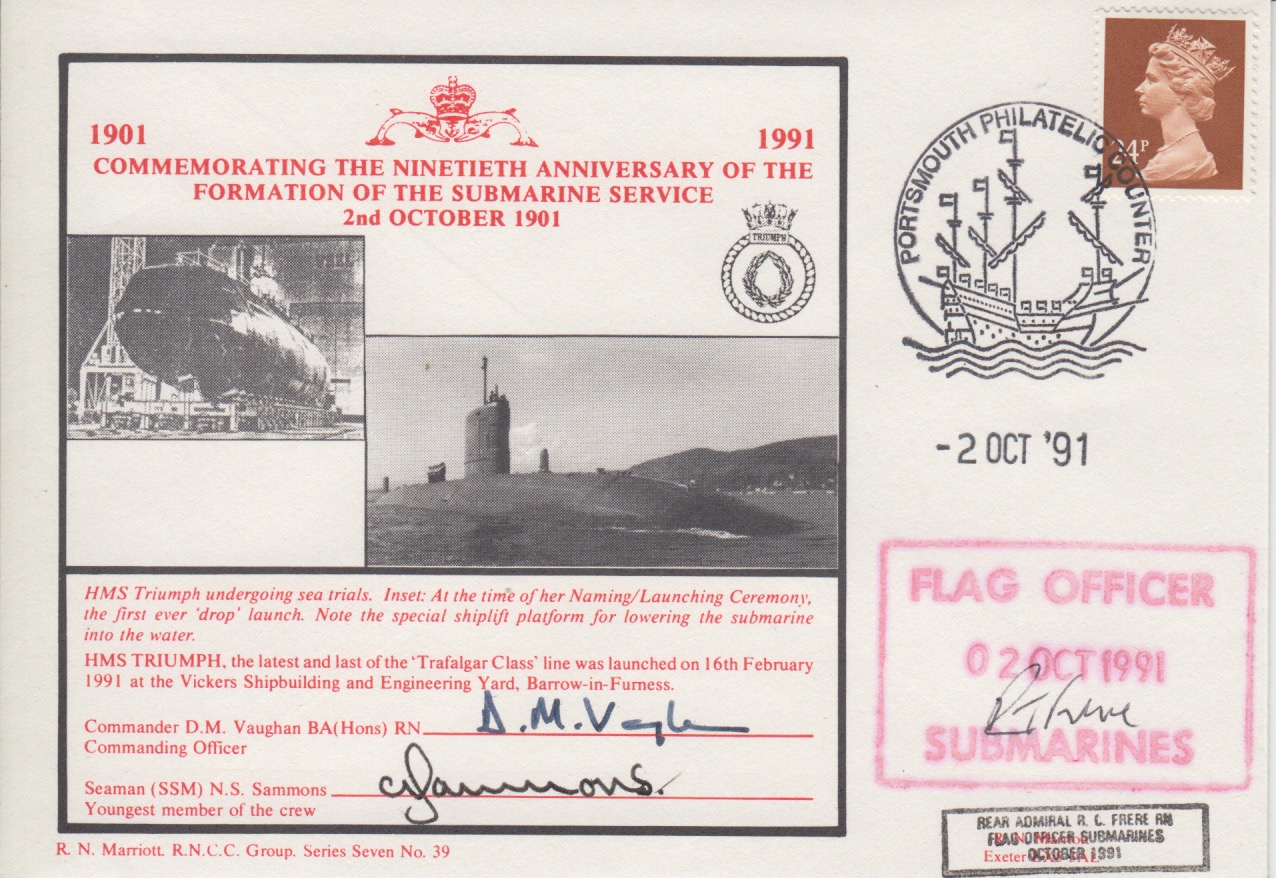 1901
1991
COMMEMORATING THE NINETIETH ANNIVERSARY OF THE
FORMATION OF THE SUBMARINE SERVICE
2nd OCTOBER 1901
TRIUMPH
HMS Triumph undergoing sea trials. Inset: At the time of her Naming/Launching Ceremony,
the first ever 'drop' launch. Note the special shiplift platform for lowering the submarine
into the water.
HMS TRIUMPH, the latest and last of the 'Trafalgar Class' line was launched on 16th February
1991 at the Vickers Shipbuilding and Engineering Yard, Barrow-in-Furness.
Commander D.M. Vaughan BA(Hons) RN D.M.Vaughan
Commanding Officer
Seaman (SSM) N.S. Sammons Sammons.
Youngest member of the crew
R. N. Marriott. R.N.C.C. Group. Series Seven No. 39
PORTSMOUTH PHILATELIC COUNTER
4P
-2 OCT '91
FLAG OFFICER
02 OCT 1991
Frere
SUBMARINES
REAR ADMIRAL R. C. FRERE RN
FLAG OFFICER SUBMARINES
OCTOBER 1991
Exeter